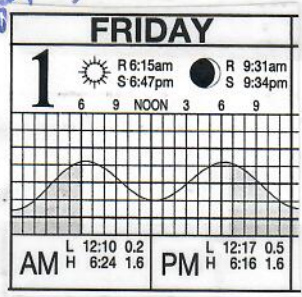 FRIDAY
1 R 6:15am R 9:31am
S 6:47pm S 9:34pm
6 9 NOON 3 6 9
AM L 12:10 0.2 PM L 12:17 0.5
H 6:24 1.6 H 6:16 1.6